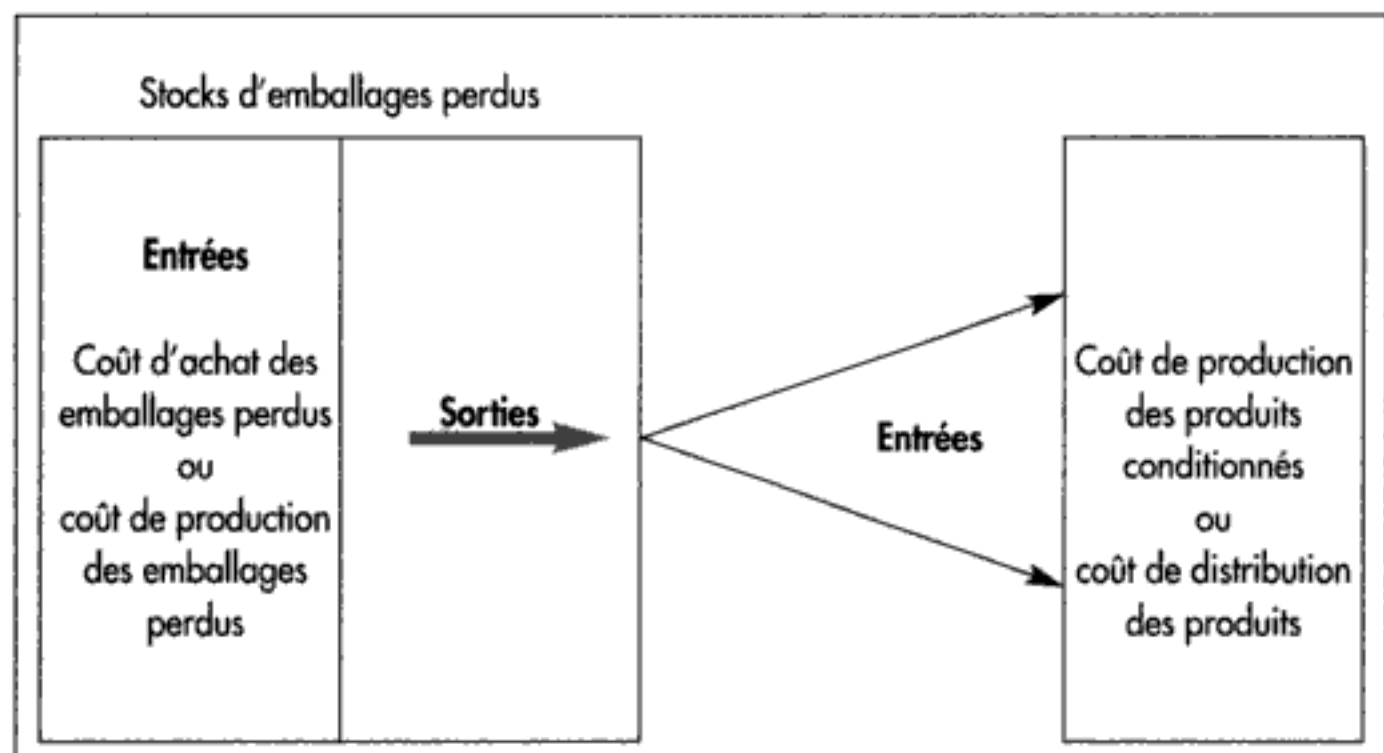 Stocks d'emballages perdus
Entrées
Coût d'achat des
emballages perdus
ou
coût de production
des emballages
perdus
Sorties
Entrées
Coût de production
des produits
conditionnés
ou
coût de distribution
des produits